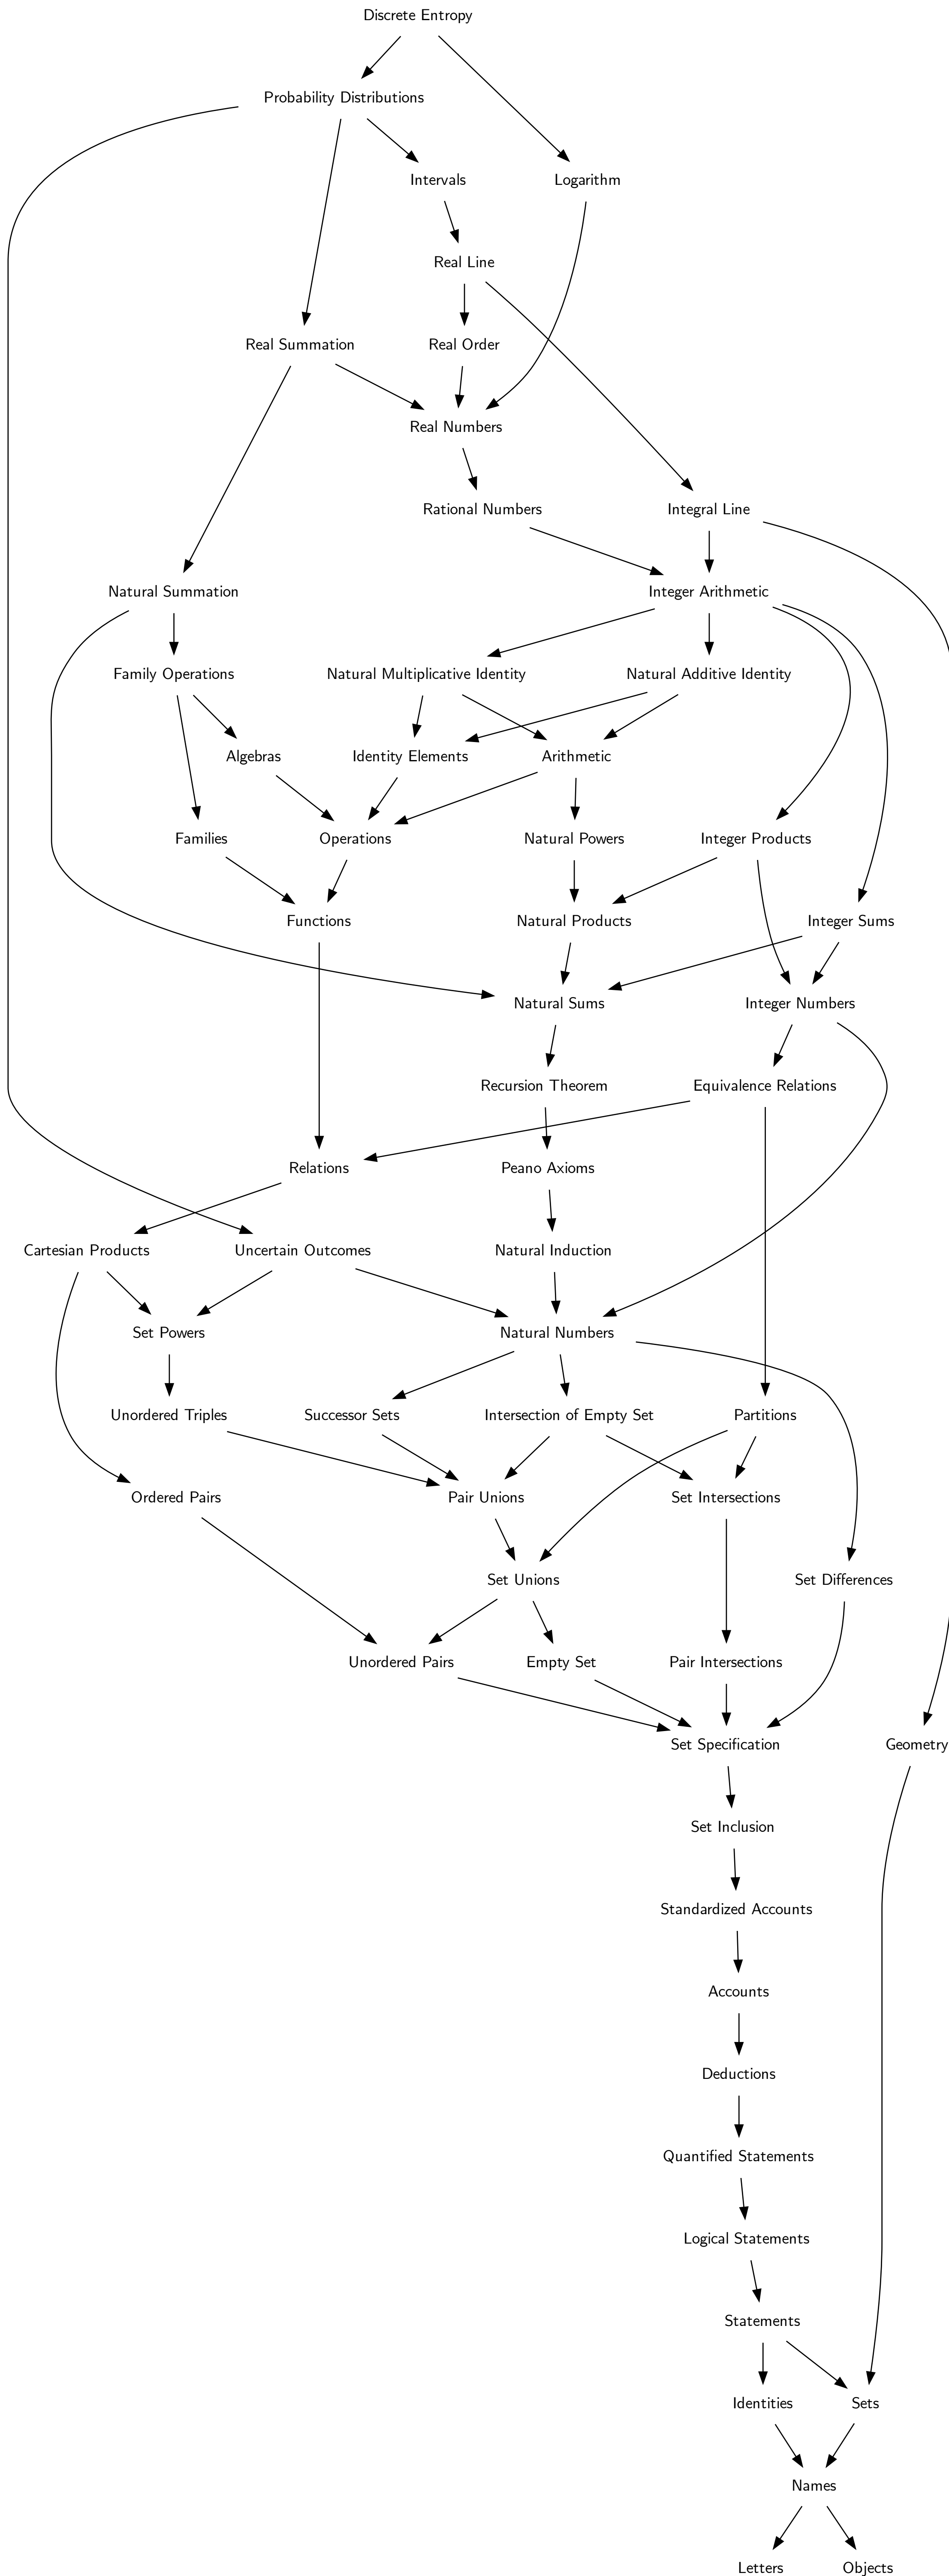 Discrete Entropy
Probability Distributions
Intervals
Logarithm
Real Line
Real Summation
Real Order
Real Numbers
Rational Numbers
Integral Line
Natural Summation
Integer Arithmetic
Family Operations
Natural Multiplicative Identity
Natural Additive Identity
Algebras
Identity Elements
Arithmetic
Families
Operations
Natural Powers
Integer Products
Functions
Natural Products
Integer Sums
Natural Sums
Integer Numbers
Recursion Theorem
Equivalence Relations
Relations
Peano Axioms
Cartesian Products
Uncertain Outcomes
Natural Induction
Set Powers
Natural Numbers
Unordered Triples
Successor Sets
Intersection of Empty Set
Partitions
Ordered Pairs
Pair Unions
Set Intersections
Set Unions
Set Differences
Unordered Pairs
Empty Set
Pair Intersections
Set Specification
Geometry
Set Inclusion
Standardized Accounts
Accounts
Deductions
Quantified Statements
Logical Statements
Statements
Identities
Sets
Names
Letters
Objects